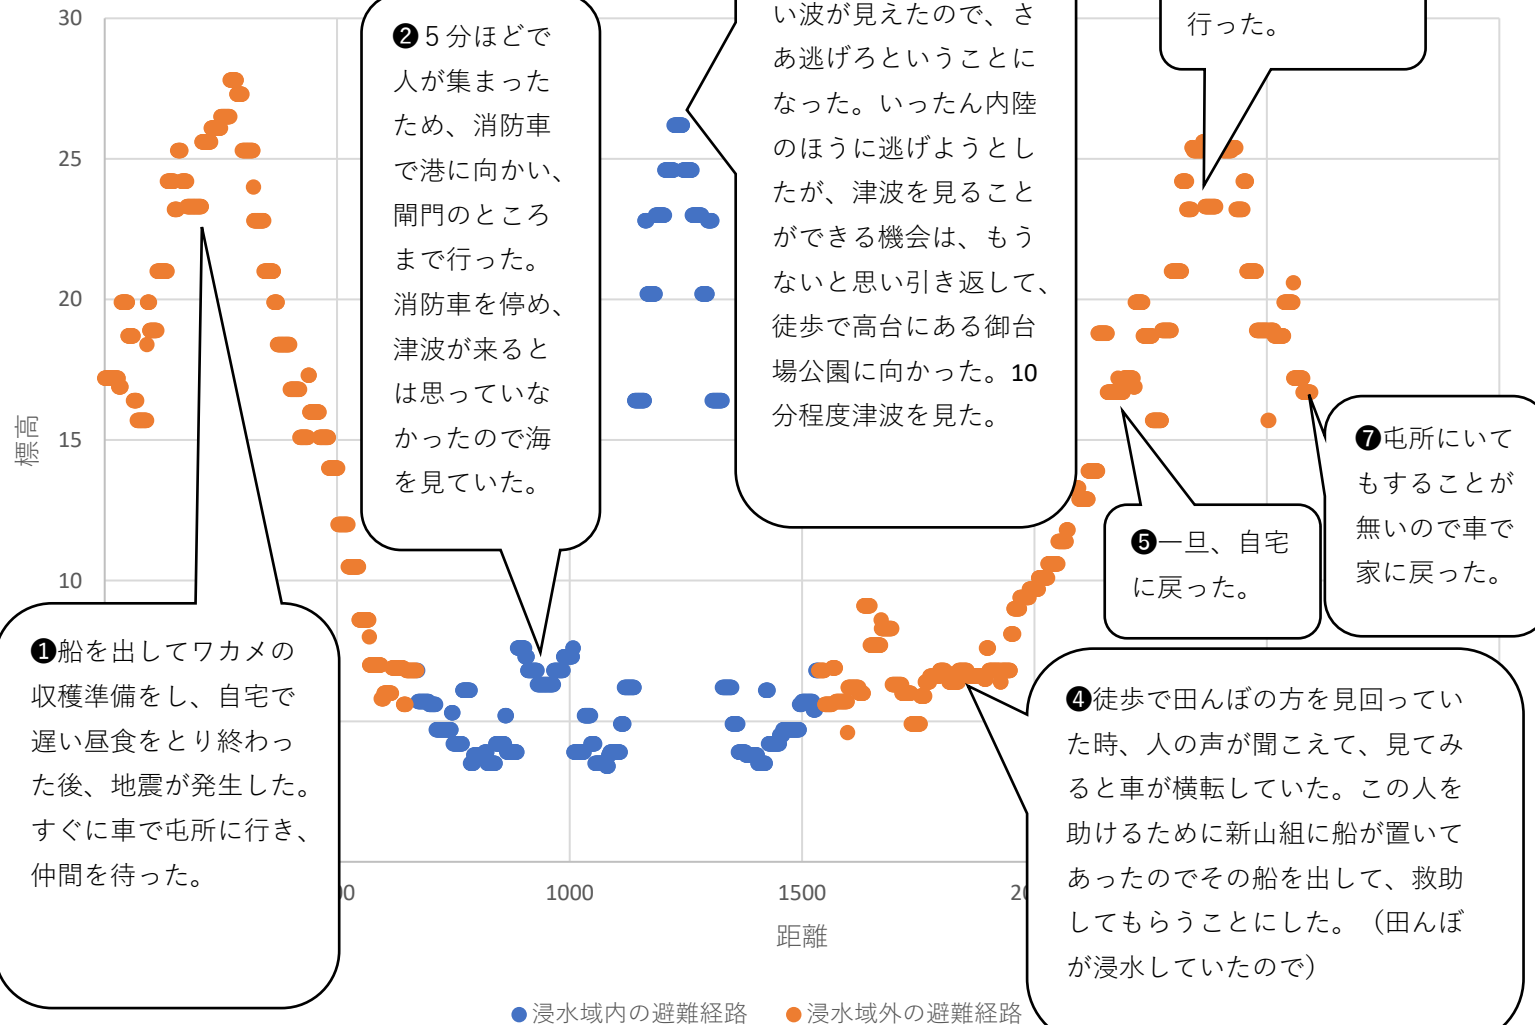 30
25
20
15
10
標高
❶船を出してワカメの
収穫準備をし、自宅で
遅い昼食をとり終わっ
た後、地震が発生した。
すぐに車で屯所に行き、
仲間を待った。
❷５分ほどで
人が集まった
ため、消防車
で港に向かい、
閘門のところ
まで行った。
消防車を停め、
津波が来ると
は思っていな
かったので海
を見ていた。
い波が見えたので、さ
あ逃げろということに
なった。いったん内陸
のほうに逃げようとし
たが、津波を見ること
ができる機会は、もう
ないと思い引き返して、
徒歩で高台にある御台
場公園に向かった。10
分程度津波を見た。
❹徒歩で田んぼの方を見回ってい
た時、人の声が聞こえて、見てみ
ると車が横転していた。この人を
助けるために新山組に船が置いて
あったのでその船を出して、救助
してもらうことにした。（田んぼ
が浸水していたので）
❺一旦、自宅
に戻った。
行った。
❼屯所にいて
もすることが
無いので車で
家に戻った。
1000
1500
距離
浸水域内の避難経路
浸水域外の避難経路